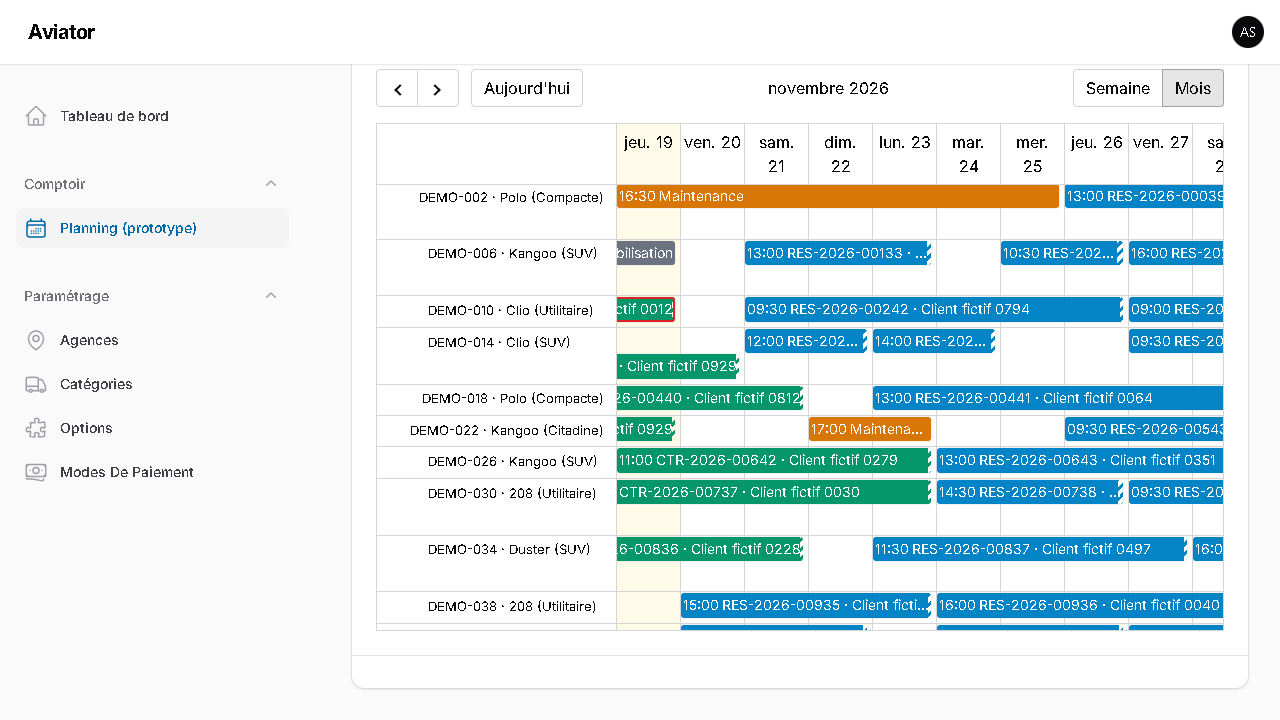 Aviator
AS
Tableau de bord
Comptoir
Planning (prototype)
Paramétrage
Agences
Catégories
Options
Modes De Paiement
Aujourd'hui
novembre 2026
Semaine
Mois
jeu. 19
ven. 20
sam. 21
dim. 22
lun. 23
mar. 24
mer. 25
jeu. 26
ven. 27
sa
2
DEMO-002 · Polo (Compacte)
16:30 Maintenance
13:00 RES-2026-00039
DEMO-006 · Kangoo (SUV)
bilisation
13:00 RES-2026-00133 · ...
10:30 RES-202...
16:00 RES-202
DEMO-010 · Clio (Utilitaire)
ctif 0012
09:30 RES-2026-00242 · Client fictif 0794
09:00 RES-20
DEMO-014 · Clio (SUV)
12:00 RES-202...
14:00 RES-202...
09:30 RES-20
· Client fictif 0929
DEMO-018 · Polo (Compacte)
26-00440 · Client fictif 0812
13:00 RES-2026-00441 · Client fictif 0064
DEMO-022 · Kangoo (Citadine)
ctif 0929
17:00 Maintena...
09:30 RES-2026-00543
DEMO-026 · Kangoo (SUV)
11:00 CTR-2026-00642 · Client fictif 0279
13:00 RES-2026-00643 · Client fictif 0351
DEMO-030 · 208 (Utilitaire)
CTR-2026-00737 · Client fictif 0030
14:30 RES-2026-00738 · ...
09:30 RES-20
DEMO-034 · Duster (SUV)
6-00836 · Client fictif 0228
11:30 RES-2026-00837 · Client fictif 0497
16:0
DEMO-038 · 208 (Utilitaire)
15:00 RES-2026-00935 · Client ficti...
16:00 RES-2026-00936 · Client fictif 0040